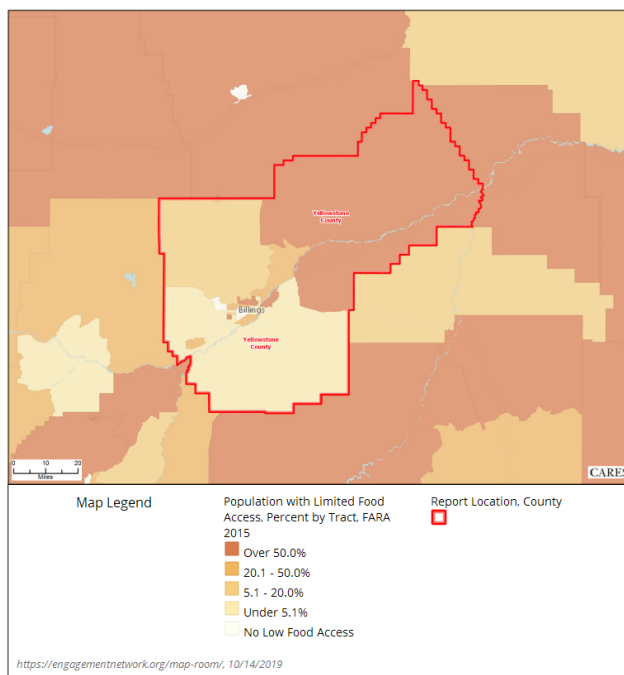 Yellowstone
County
Billings
Yellowstone
County
0 10 20
Miles
CARES
Map Legend
Population with Limited Food
Access, Percent by Tract, FARA
2015
Over 50.0%
20.1 - 50.0%
5.1 - 20.0%
Under 5.1%
No Low Food Access
Report Location, County
https://engagementnetwork.org/map-room/, 10/14/2019